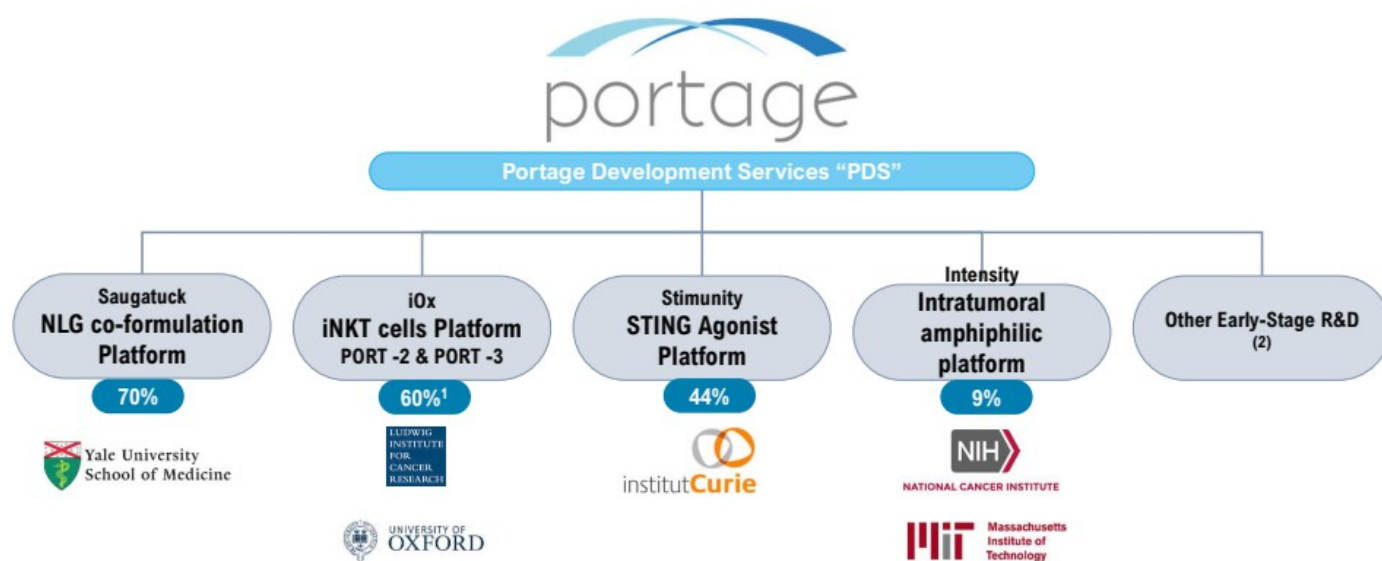 portage
Portage Development Services “PDS”
Saugatuck
NLG co-formulation
Platform
70%
iOx
iNKT cells Platform
PORT -2 & PORT -3
60%¹
Stimunity
STING Agonist
Platform
44%
Intensity
Intratumoral
amphiphilic
platform
9%
Other Early-Stage R&D
(2)
Yale University
School of Medicine
LUDWIG
INSTITUTE
FOR
CANCER
RESEARCH
UNIVERSITY OF
OXFORD
institutCurie
NIH
NATIONAL CANCER INSTITUTE
MIT
Massachusetts
Institute of
Technology